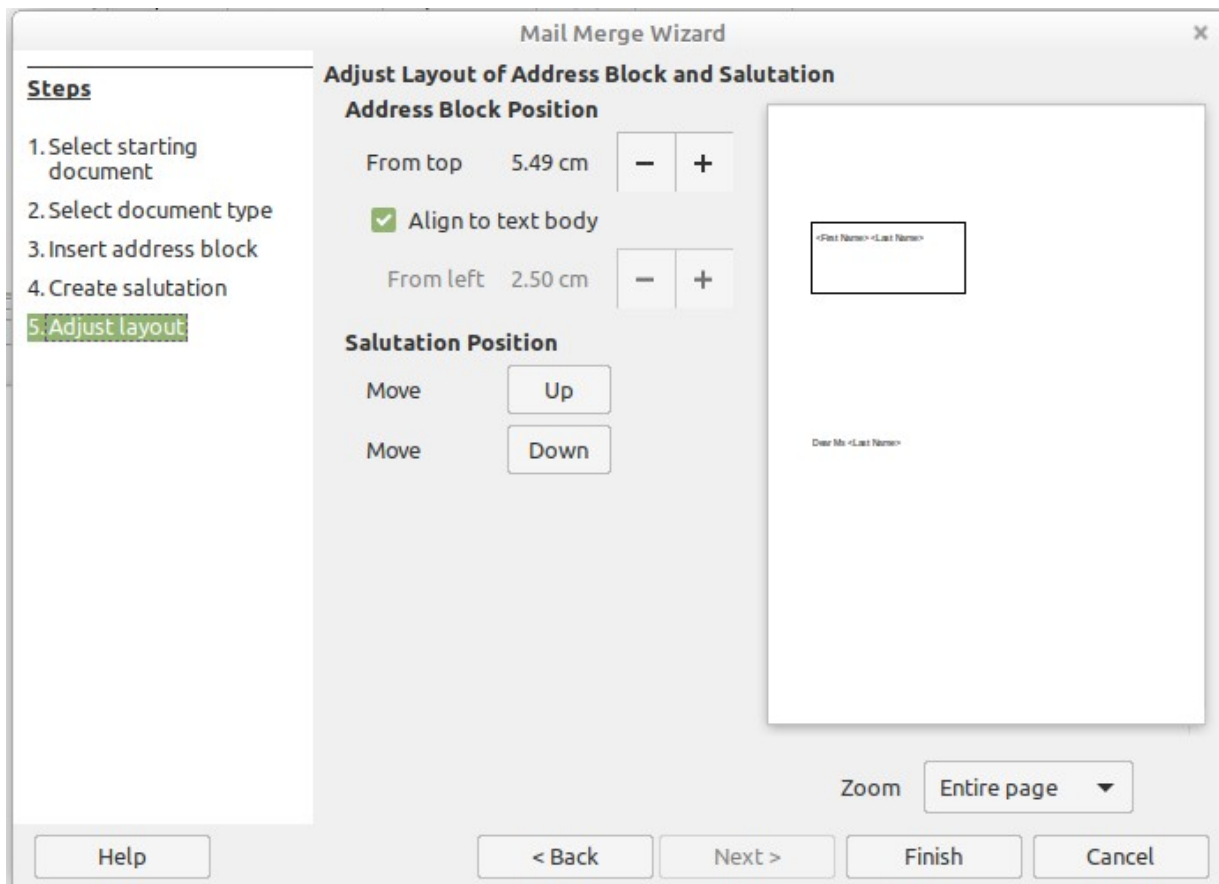 Mail Merge Wizard
Steps
1. Select starting
document
2. Select document type
3. Insert address block
4. Create salutation
5. Adjust layout
Adjust Layout of Address Block and Salutation
Address Block Position
From top 5.49 cm − +
Align to text body
From left 2.50 cm − +
Salutation Position
Move Up
Move Down
<First Name> <Last Name>
Dear Ms <Last Name>
Zoom Entire page
Help
< Back
Next >
Finish
Cancel